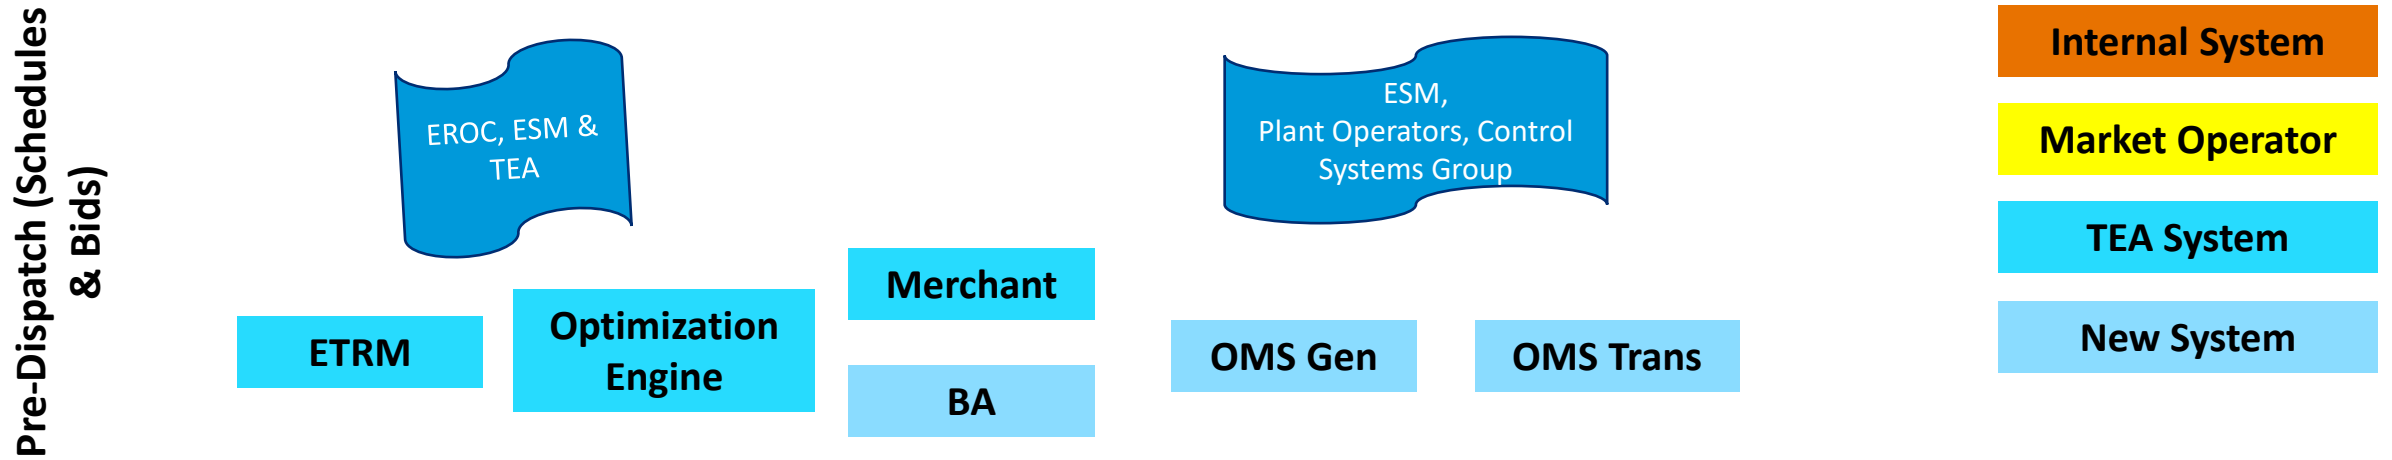 Pre-Dispatch (Schedules
& Bids)
EROC, ESM &
TEA
ESM,
Plant Operators, Control
Systems Group
ETRM
Optimization
Engine
Merchant
BA
OMS Gen
OMS Trans
Internal System
Market Operator
TEA System
New System